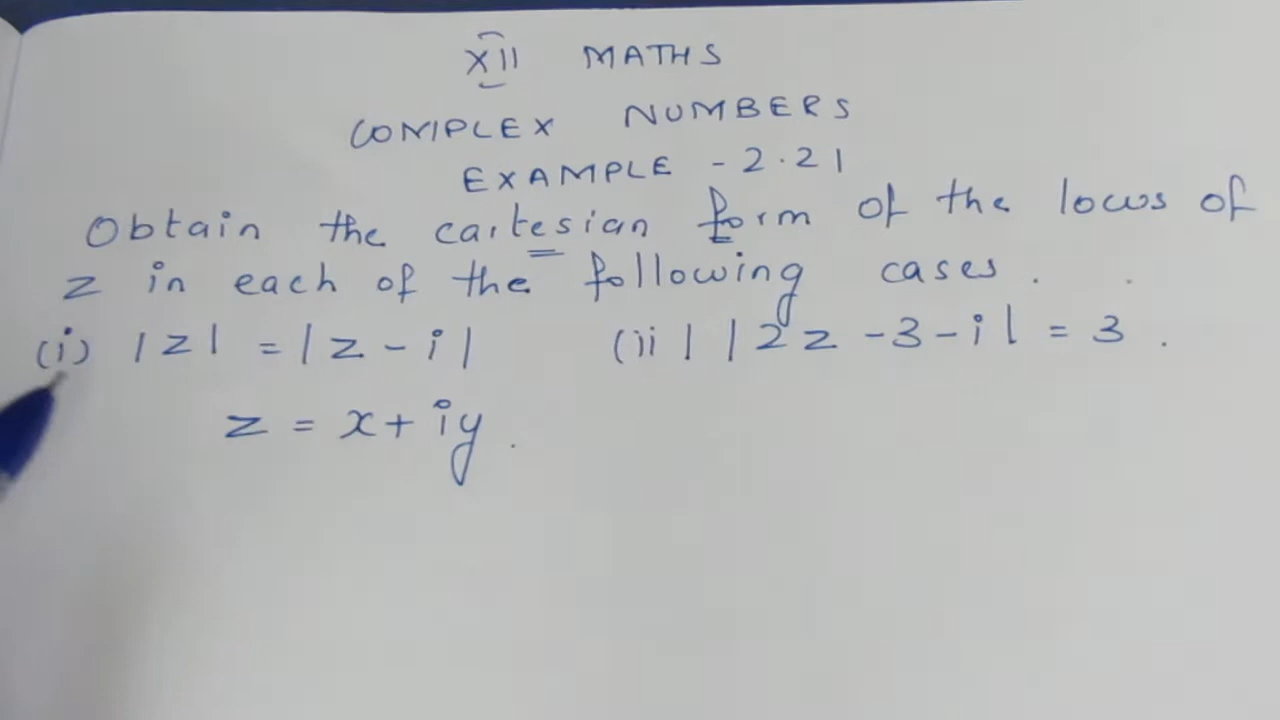 XII MATHS
COMPLEX NUMBERS
EXAMPLE - 2.21
Obtain the cartesian form of the locus of
z in each of the following cases.
(i) |z| = |z - i| (ii) |2z - 3 - i| = 3.
z = x + iy.